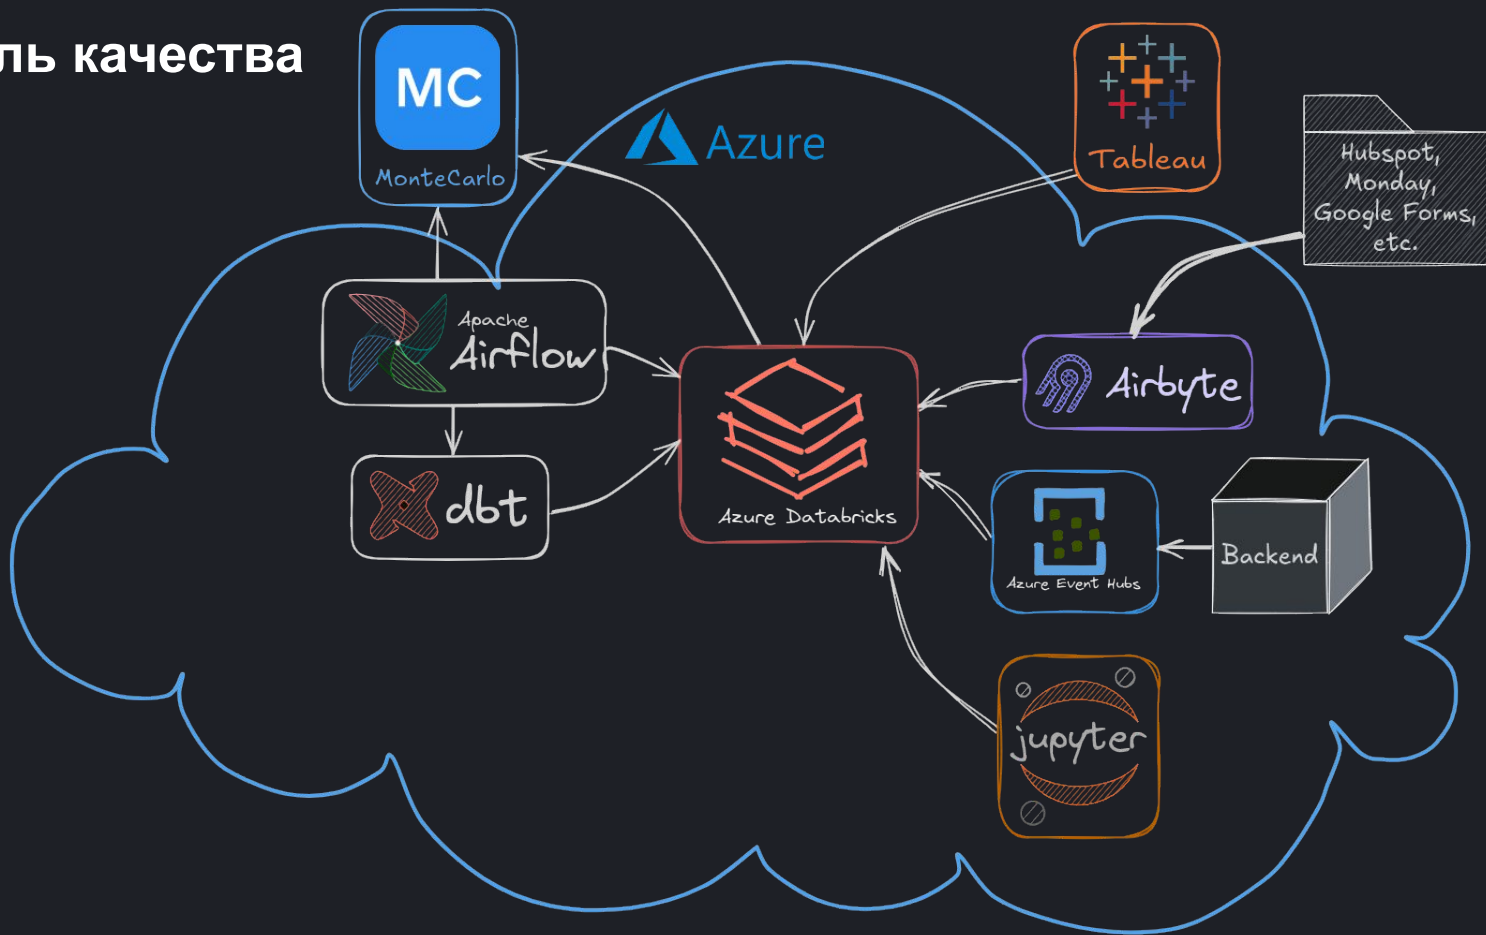 ль качества
MC
MonteCarlo
Azure
Tableau
Hubspot,
Monday,
Google Forms,
etc.
Apache
Airflow
Airbyte
dbt
Azure Databricks
Azure Event Hubs
Backend
jupyter